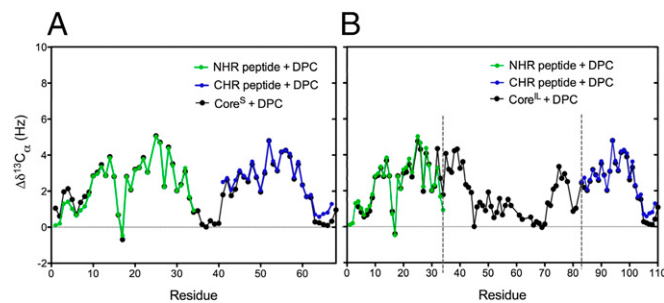 A
B
NHR peptide + DPC
CHR peptide + DPC
Core^S + DPC
NHR peptide + DPC
CHR peptide + DPC
Core^IL + DPC
Δδ¹³Cα (Hz)
10
8
6
4
2
0
-2
0 10 20 30 40 50 60
0 10 20 30 40 50 60 70 80 90 100 110
Residue
Residue